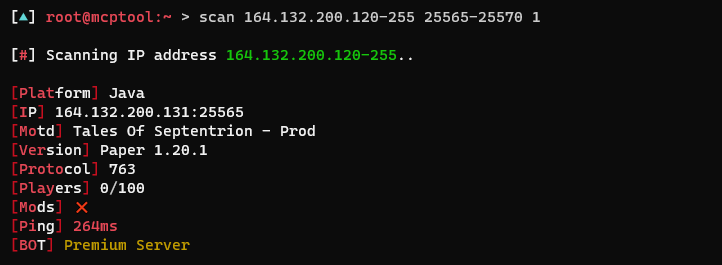 [▲] root@mcptool:~ > scan 164.132.200.120-255 25565-25570 1
[#] Scanning IP address 164.132.200.120-255..
[Platform] Java
[IP] 164.132.200.131:25565
[Motd] Tales Of Septentrion - Prod
[Version] Paper 1.20.1
[Protocol] 763
[Players] 0/100
[Mods] ❌
[Ping] 264ms
[BOT] Premium Server